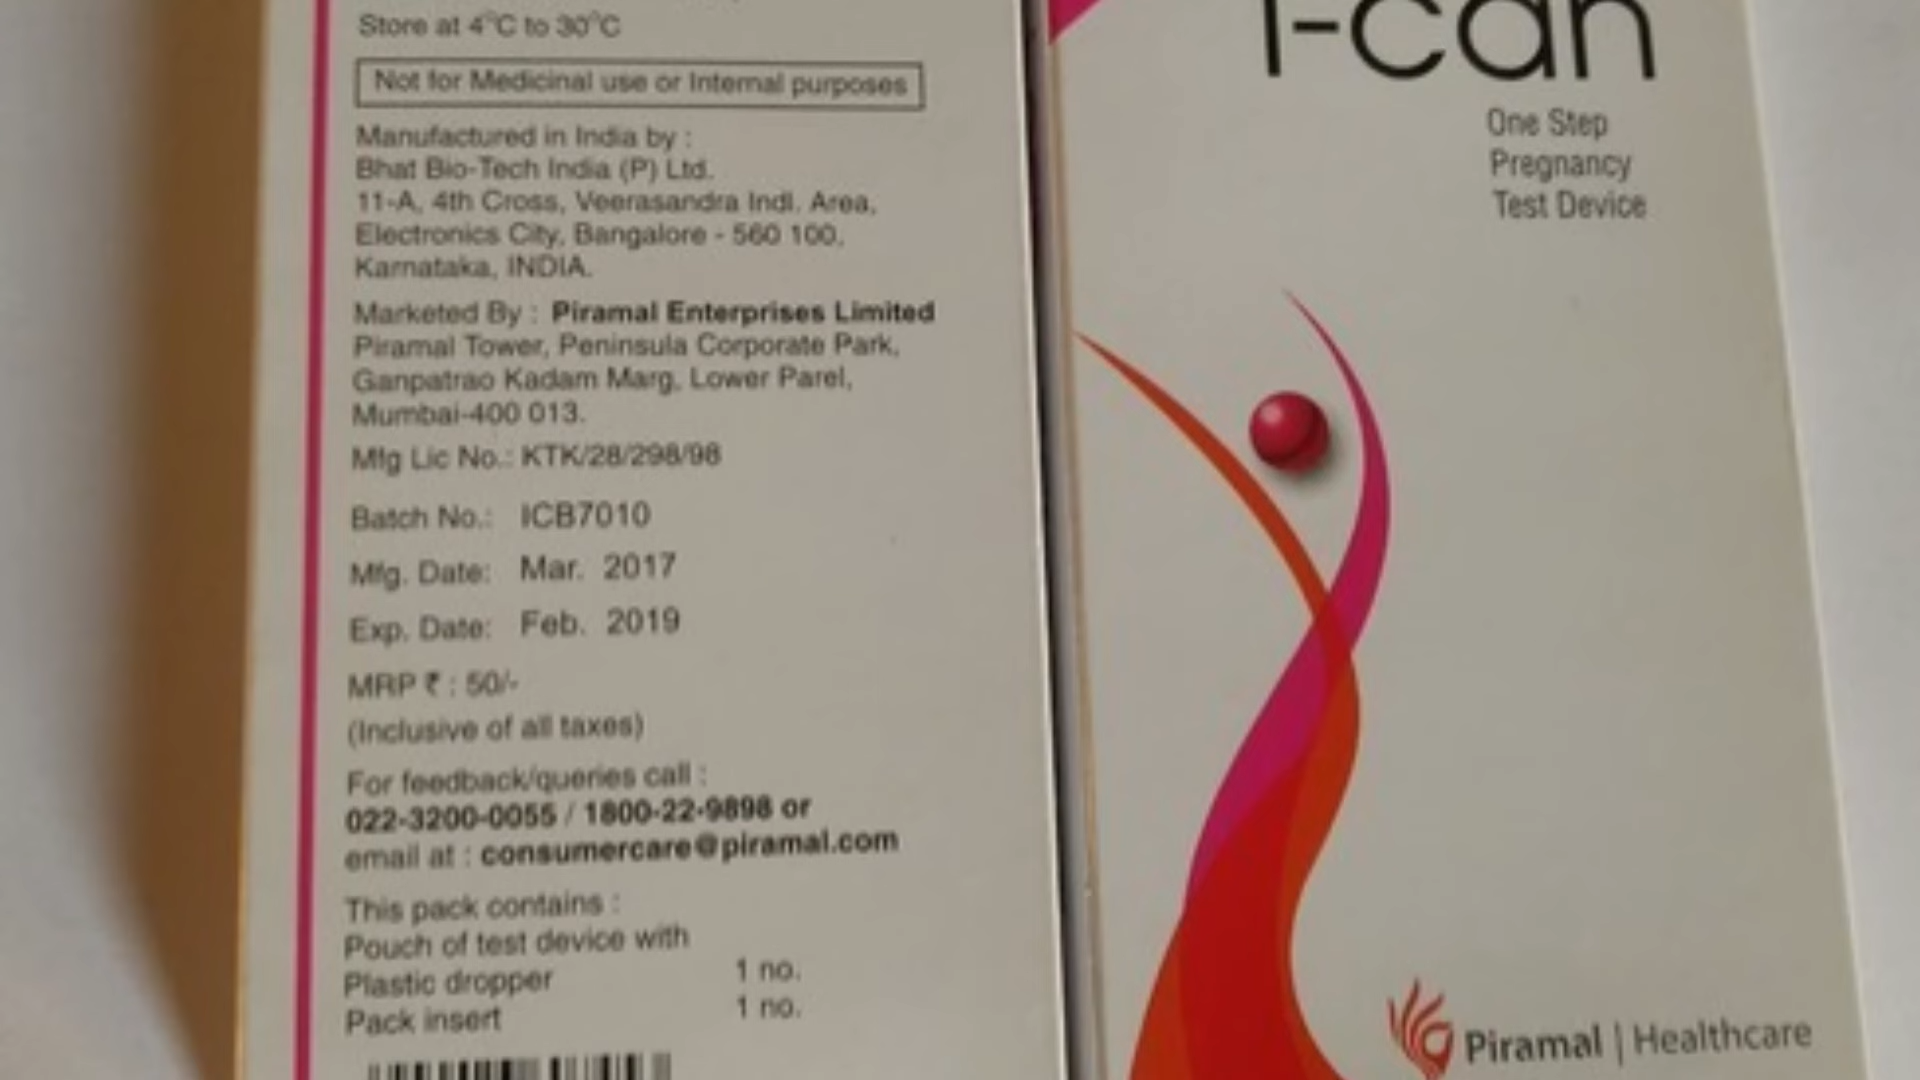 Store at 4°C to 30°C
Not for Medicinal use or Internal purposes
Manufactured in India by :
Bhat Bio-Tech India (P) Ltd.
11-A, 4th Cross, Veerasandra Indl. Area,
Electronics City, Bangalore - 560 100,
Karnataka, INDIA.
Marketed By : Piramal Enterprises Limited
Piramal Tower, Peninsula Corporate Park,
Ganpatrao Kadam Marg, Lower Parel,
Mumbai-400 013.
Mfg Lic No.: KTK/28/298/98
Batch No.: ICB7010
Mfg. Date: Mar. 2017
Exp. Date: Feb. 2019
MRP ₹ : 50/-
(Inclusive of all taxes)
For feedback/queries call :
022-3200-0055 / 1800-22-9898 or
email at : consumercare@piramal.com
This pack contains :
Pouch of test device with
Plastic dropper 1 no.
Pack insert 1 no.
i-can
One Step
Pregnancy
Test Device
Piramal | Healthcare